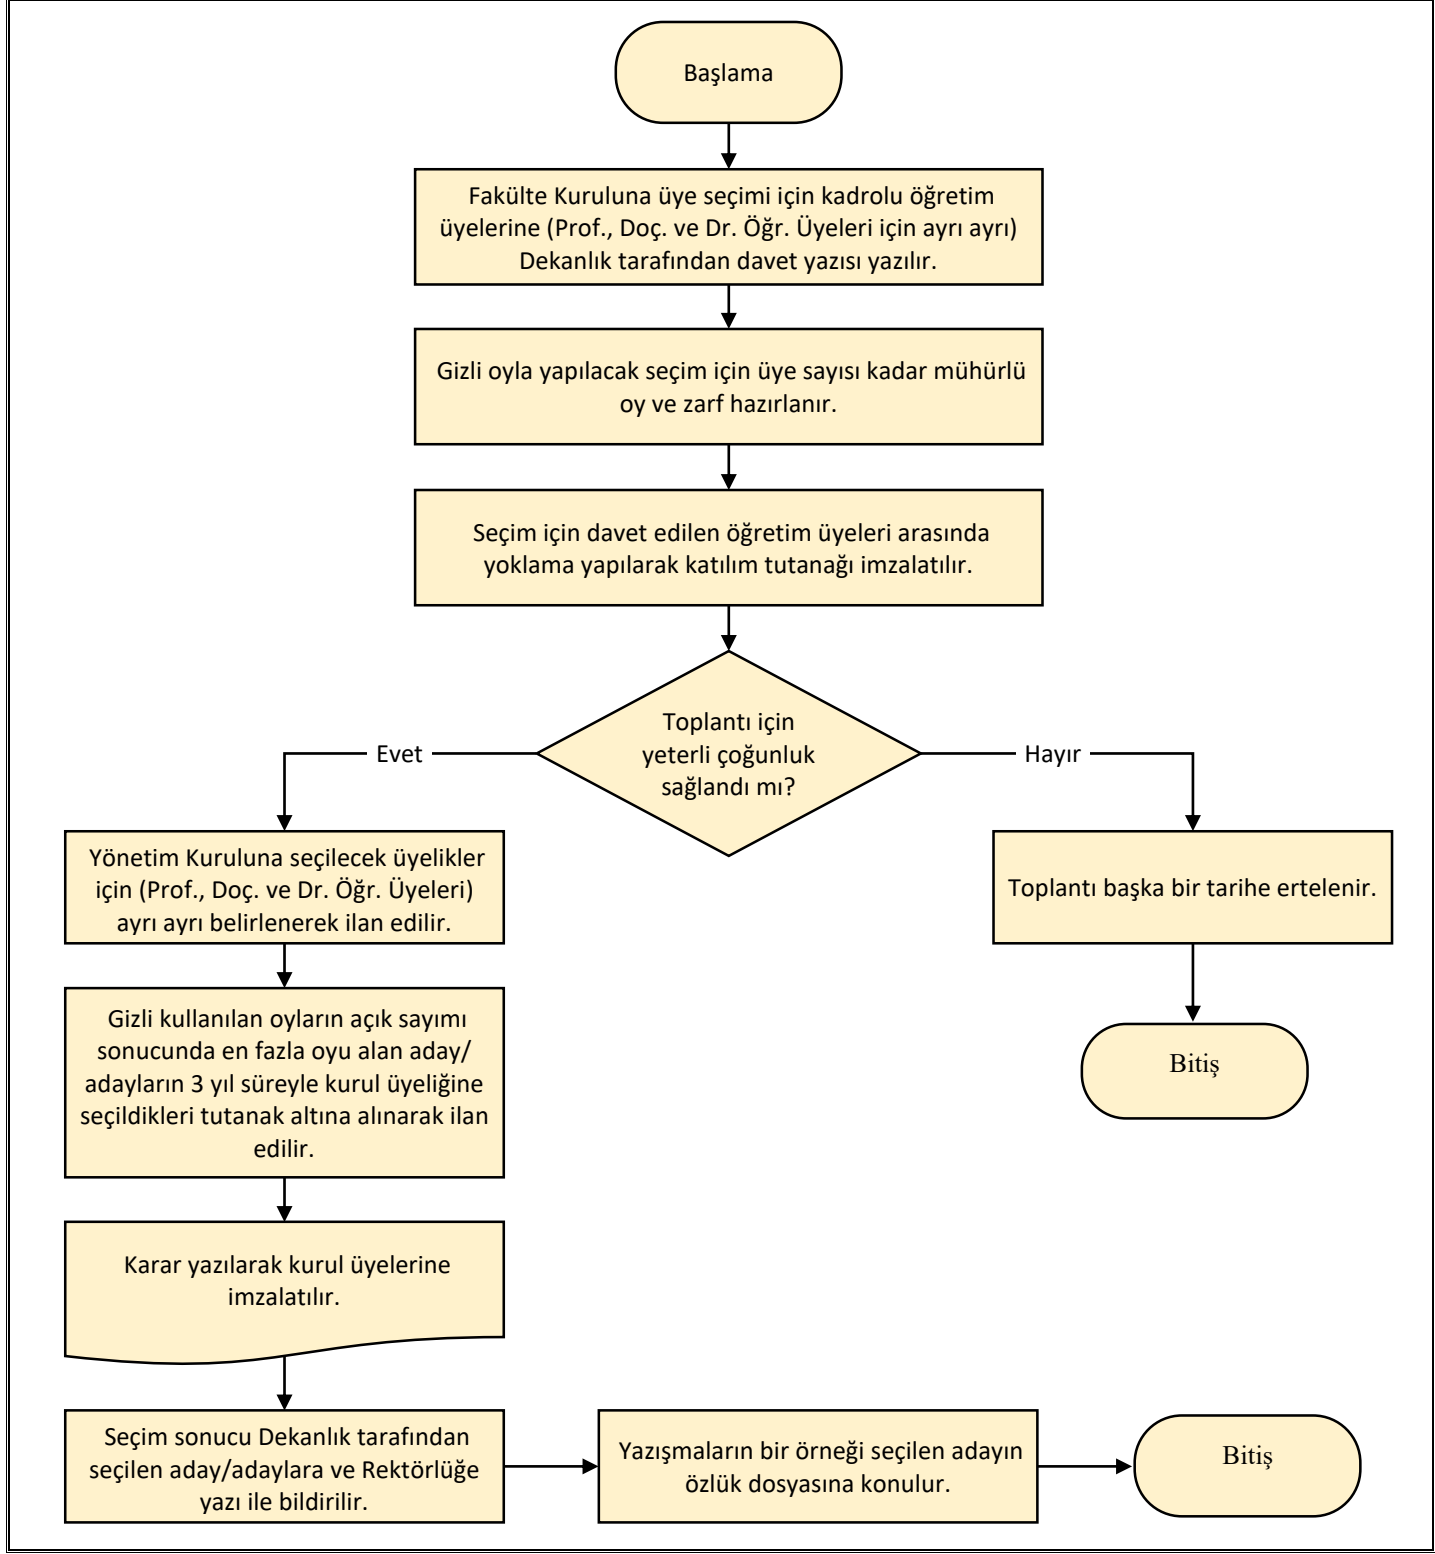 Başlama
Fakülte Kuruluna üye seçimi için kadrolu öğretim
üyelerine (Prof., Doç. ve Dr. Öğr. Üyeleri için ayrı ayrı)
Dekanlık tarafından davet yazısı yazılır.
Gizli oyla yapılacak seçim için üye sayısı kadar mühürlü
oy ve zarf hazırlanır.
Seçim için davet edilen öğretim üyeleri arasında
yoklama yapılarak katılım tutanağı imzalatılır.
Toplantı için
yeterli çoğunluk
sağlandı mı?
Evet
Hayır
Yönetim Kuruluna seçilecek üyelikler
için (Prof., Doç. ve Dr. Öğr. Üyeleri)
ayrı ayrı belirlenerek ilan edilir.
Toplantı başka bir tarihe ertelenir.
Gizli kullanılan oyların açık sayımı
sonucunda en fazla oyu alan aday/
adayların 3 yıl süreyle kurul üyeliğine
seçildikleri tutanak altına alınarak ilan
edilir.
Bitiş
Karar yazılarak kurul üyelerine
imzalatılır.
Seçim sonucu Dekanlık tarafından
seçilen aday/adaylara ve Rektörlüğe
yazı ile bildirilir.
Yazışmaların bir örneği seçilen adayın
özlük dosyasına konulur.
Bitiş